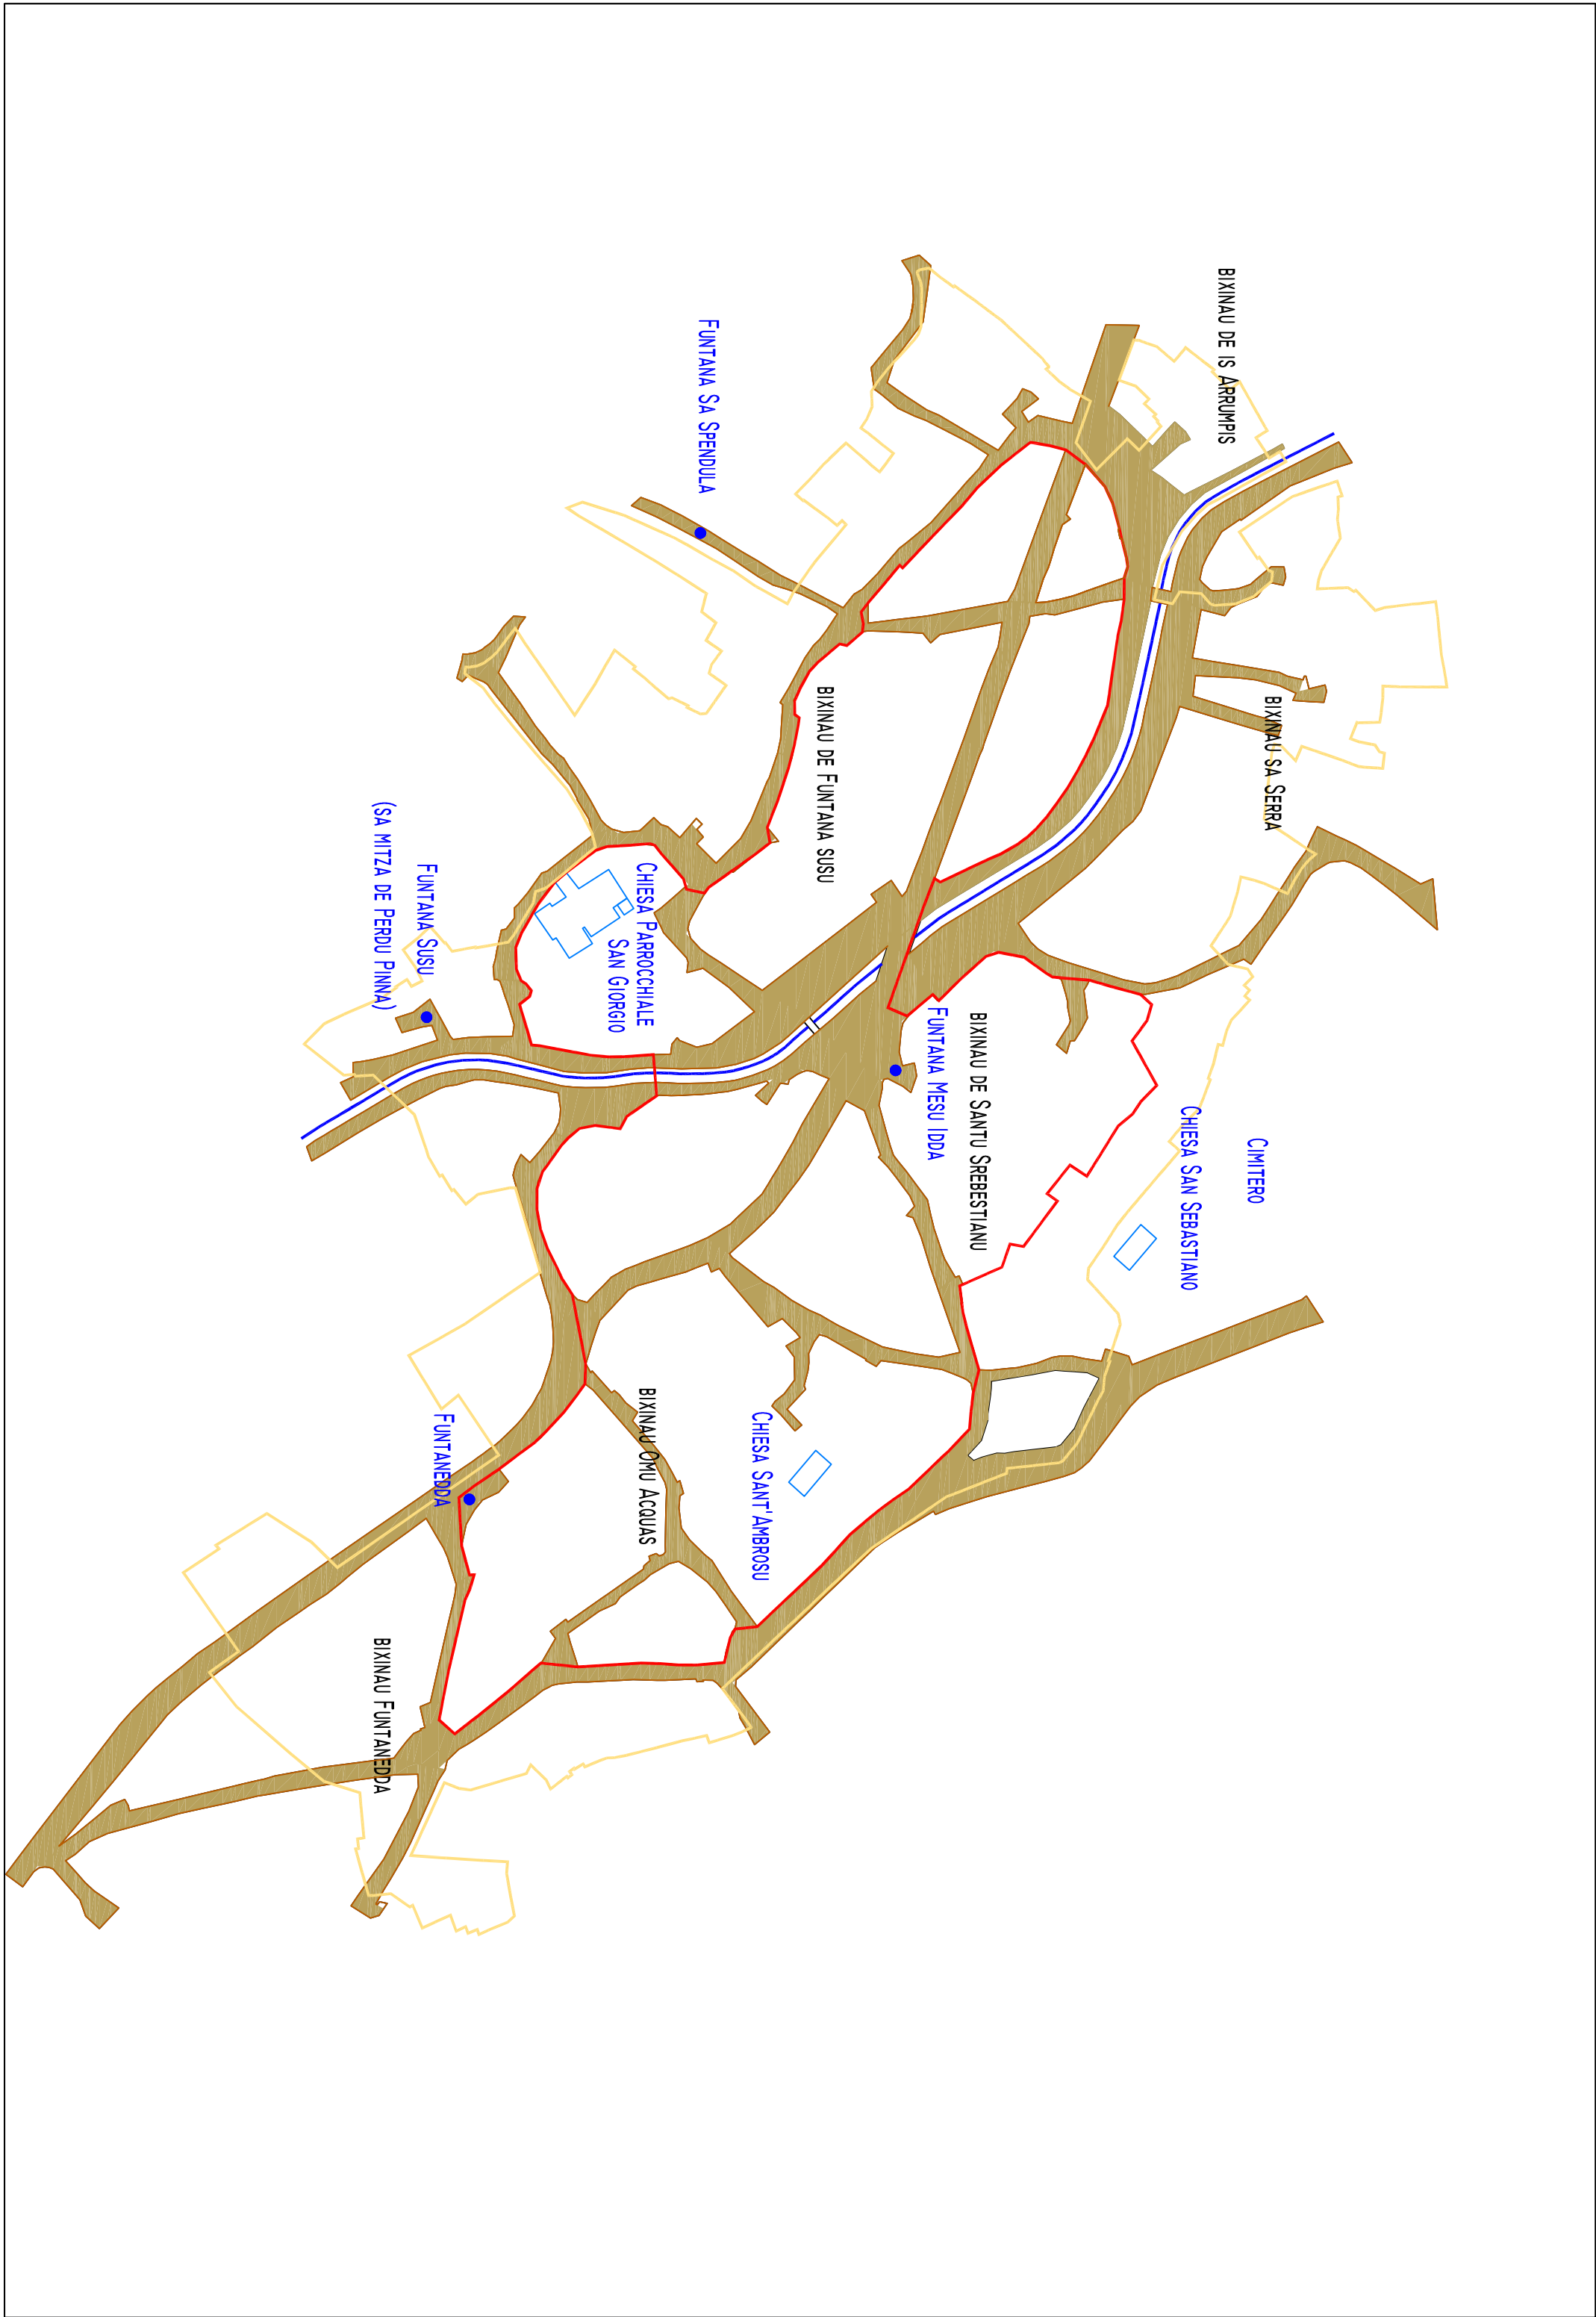 BIXINAU DE IS ARRUMPIS
BIXINAU SA SERRA
CIMITERO
CHIESA SAN SEBASTIANO
BIXINAU DE SANTU SREBESTIANU
FUNTANA MESU IDDA
BIXINAU DE FUNTANA SUSU
CHIESA SANT'AMBROSU
FUNTANA SA SPENDULA
CHIESA PARROCCHIALE
SAN GIORGIO
BIXINAU OMU ACQUAS
FUNTANA SUSU
(SA MITZA DE PERDU PINNA)
FUNTANEDDA
BIXINAU FUNTANEDDA